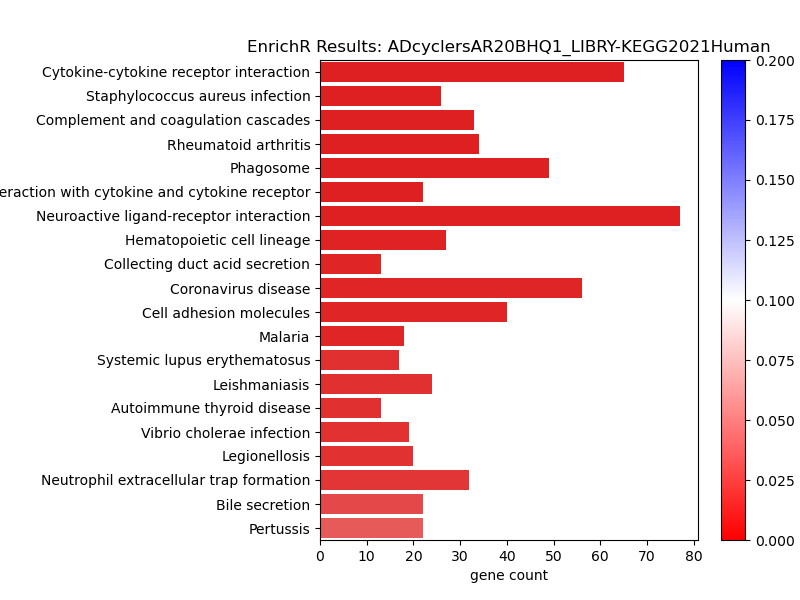 EnrichR Results: ADcyclersAR20BHQ1_LIBRY-KEGG2021Human
Cytokine-cytokine receptor interaction
Staphylococcus aureus infection
Complement and coagulation cascades
Rheumatoid arthritis
Phagosome
eraction with cytokine and cytokine receptor
Neuroactive ligand-receptor interaction
Hematopoietic cell lineage
Collecting duct acid secretion
Coronavirus disease
Cell adhesion molecules
Malaria
Systemic lupus erythematosus
Leishmaniasis
Autoimmune thyroid disease
Vibrio cholerae infection
Legionellosis
Neutrophil extracellular trap formation
Bile secretion
Pertussis
0 10 20 30 40 50 60 70 80
gene count
0.200
0.175
0.150
0.125
0.100
0.075
0.050
0.025
0.000